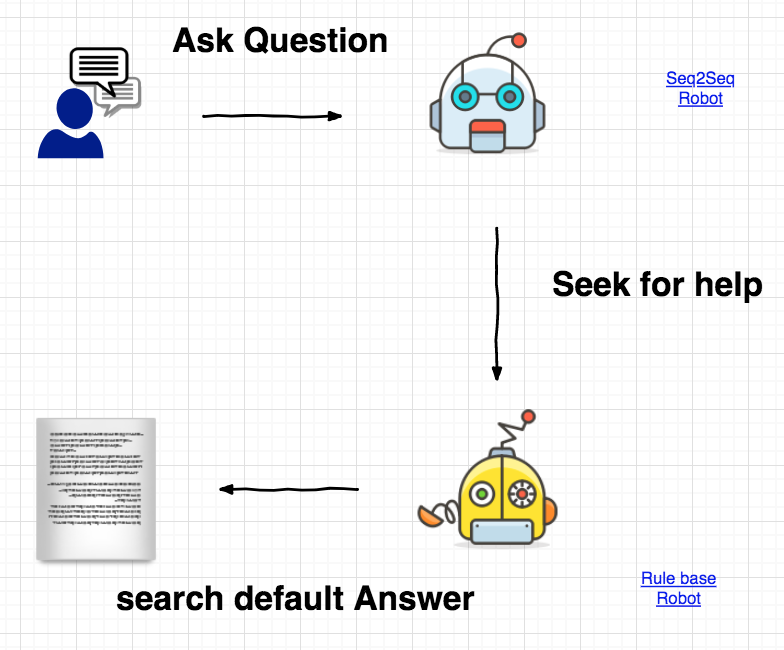 Ask Question
Seq2Seq
Robot
Seek for help
search default Answer
Rule base
Robot